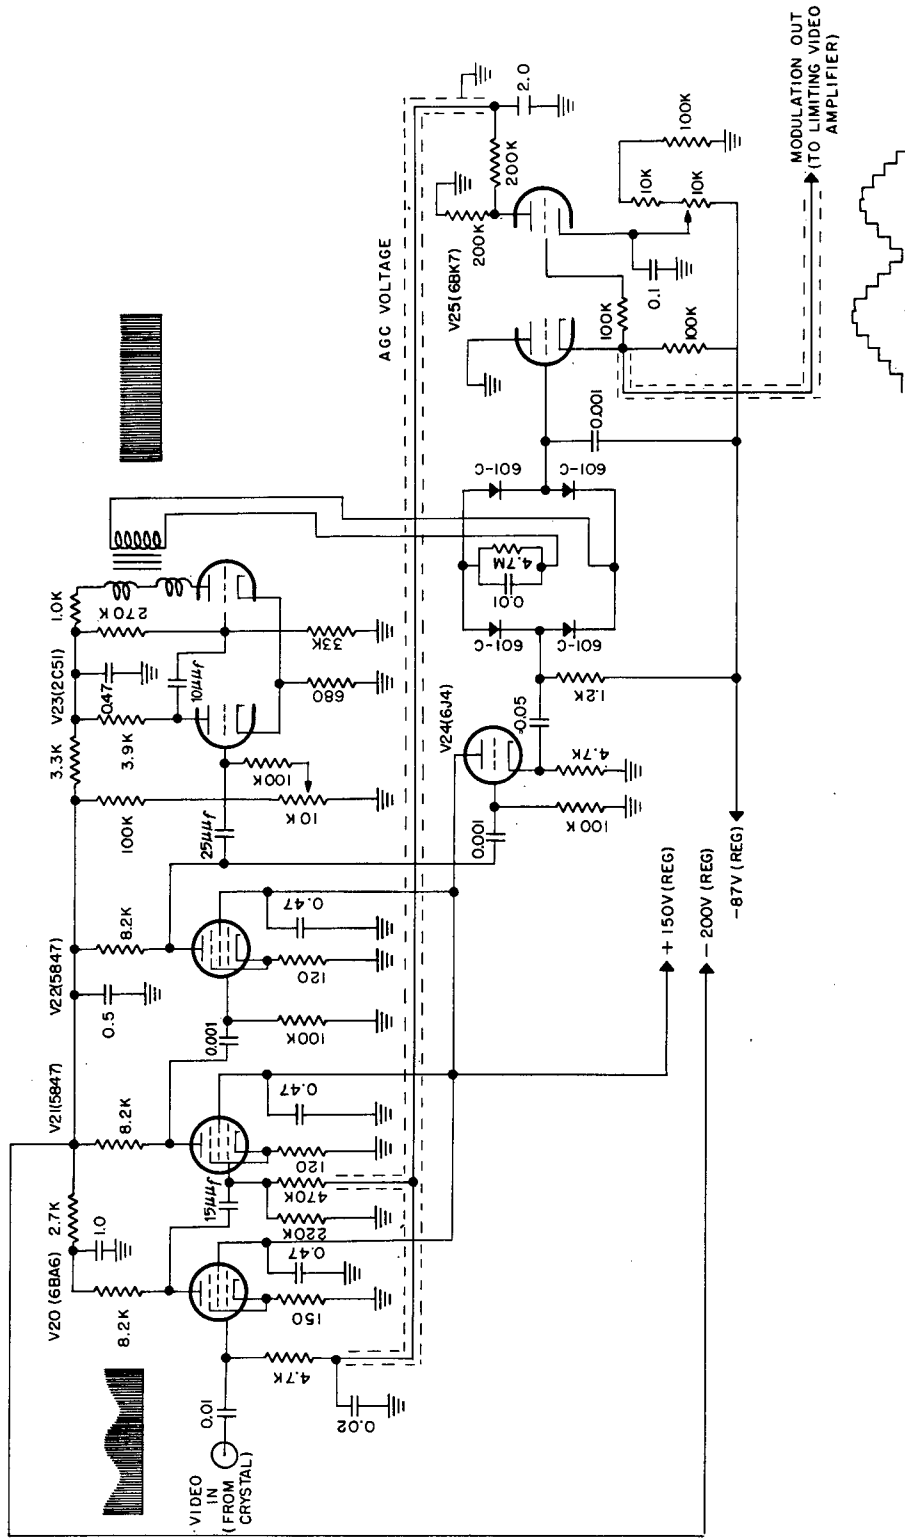 V20 (6BA6)
2.7K
1.0
8.2K
V21(5847)
8.2K
0.5
V22(5847)
8.2K
3.3K
V23(2C51)
1.0K
100K
3.9K
0.47
270K
VIDEO
IN
(FROM
CRYSTAL)
0.01
4.7K
0.02
150
0.47
15μμf
220K
470K
120
0.47
0.001
100K
120
0.47
25μμf
10K
100K
10μμf
680
33K
AGC VOLTAGE
0.001
100K
V24(6J4)
4.7K
0.05
1.2K
601-C
601-C
0.01
4.7M
601-C
601-C
0.001
V25(6BK7)
200K
200K
2.0
100K
100K
0.1
10K
10K
100K
+ 150V(REG)
- 200V (REG)
-87V (REG)
MODULATION OUT
(TO LIMITING VIDEO
AMPLIFIER)